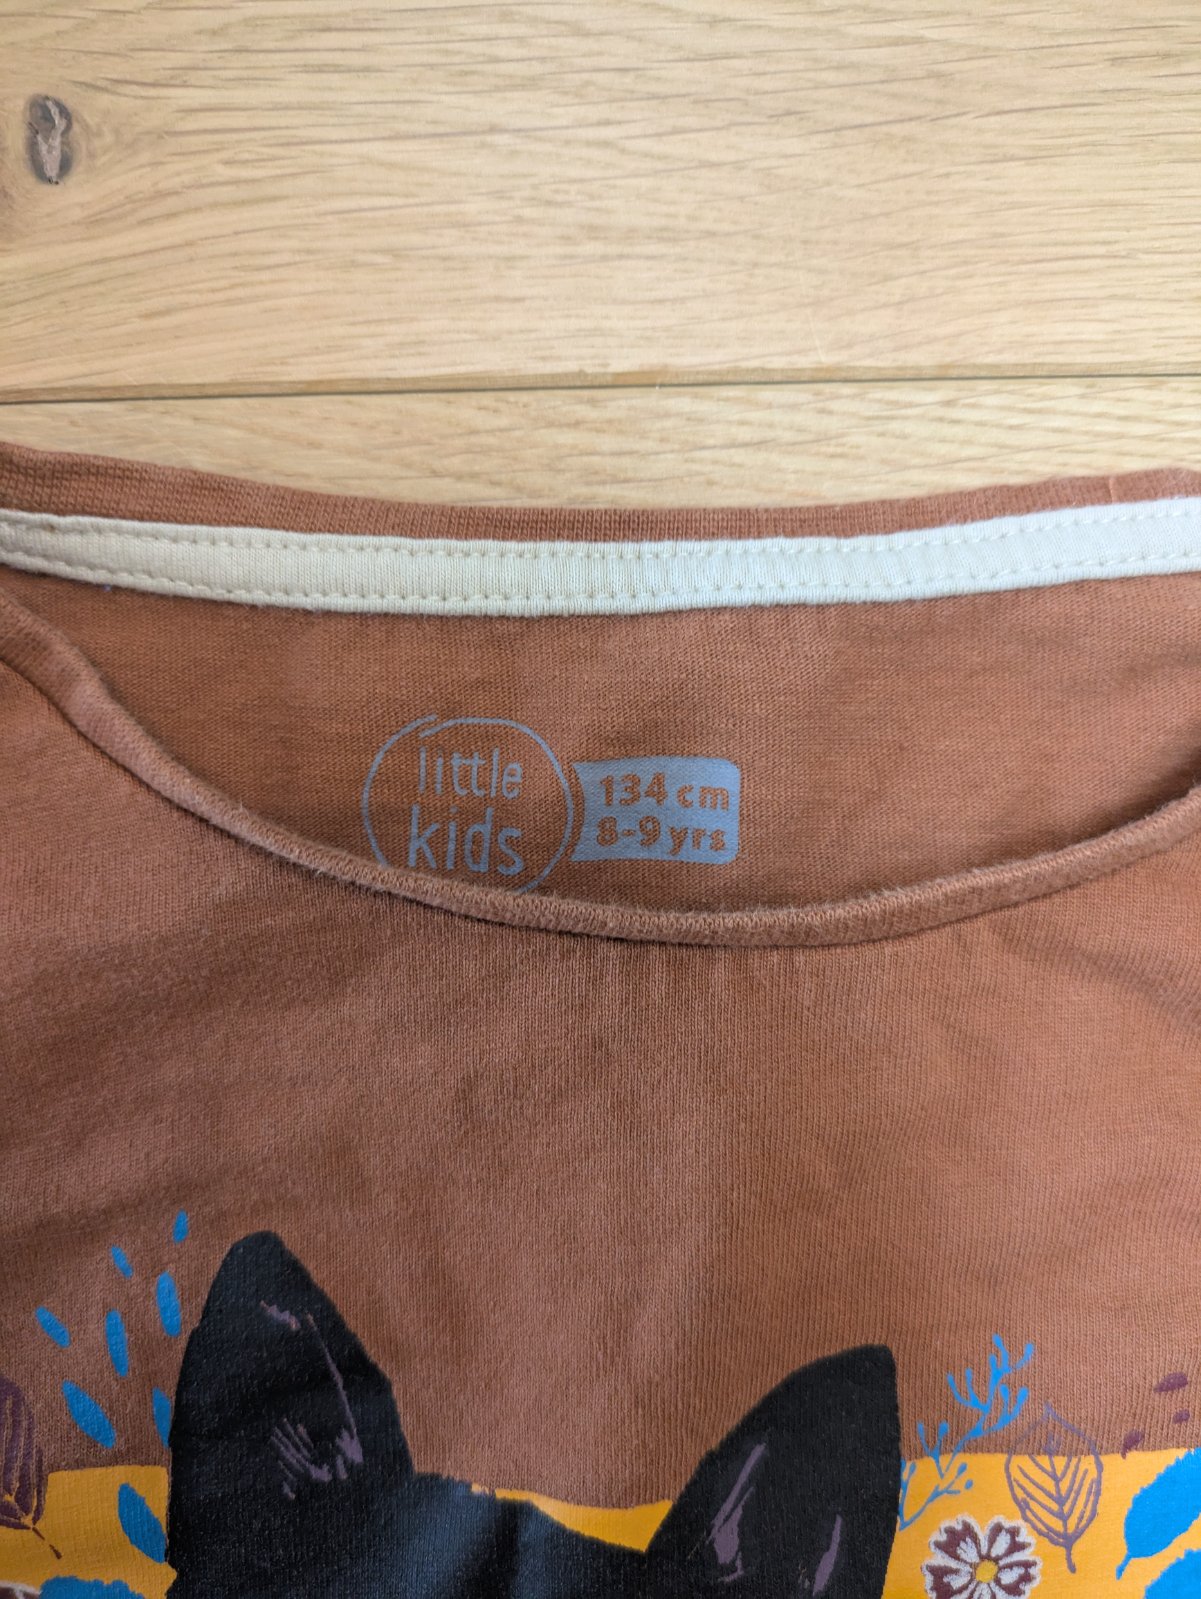 little
kids
134 cm
8-9 yrs